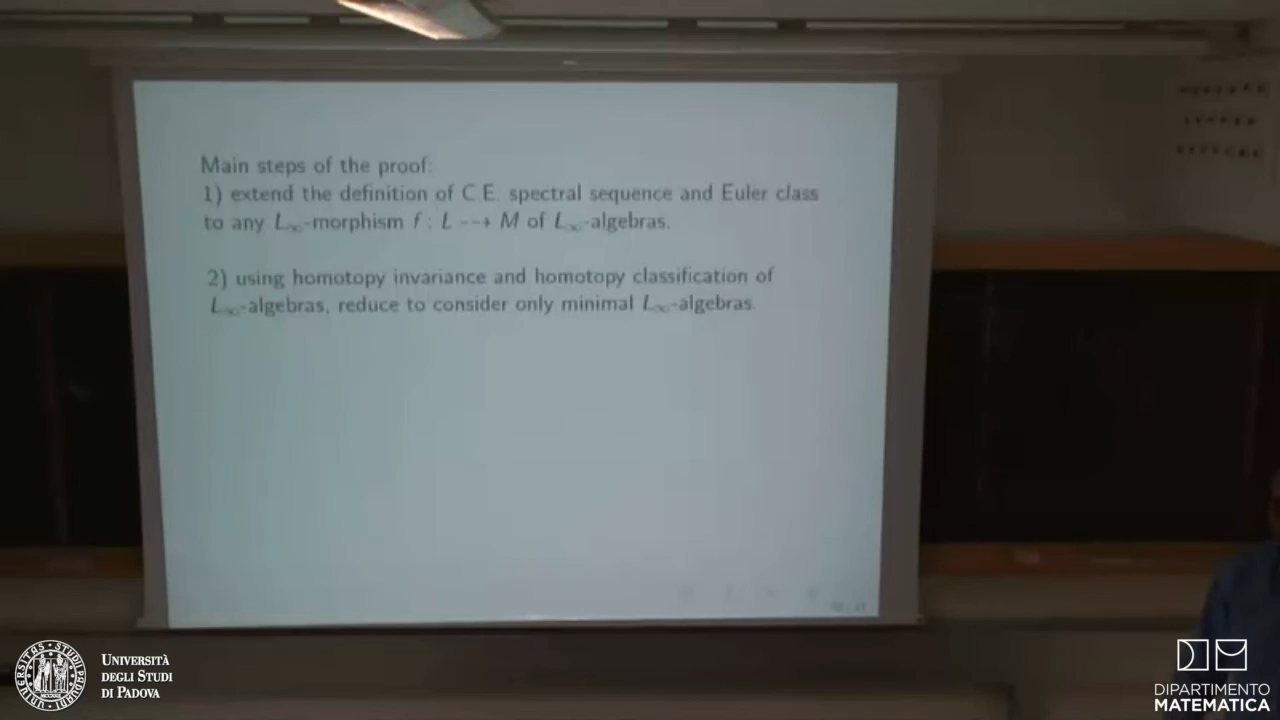 Main steps of the proof:
1) extend the definition of C.E. spectral sequence and Euler class
to any L∞-morphism f : L --→ M of L∞-algebras.
2) using homotopy invariance and homotopy classification of
L∞-algebras, reduce to consider only minimal L∞-algebras.
UNIVERSITÀ
DEGLI STUDI
DI PADOVA
DIPARTIMENTO
MATEMATICA